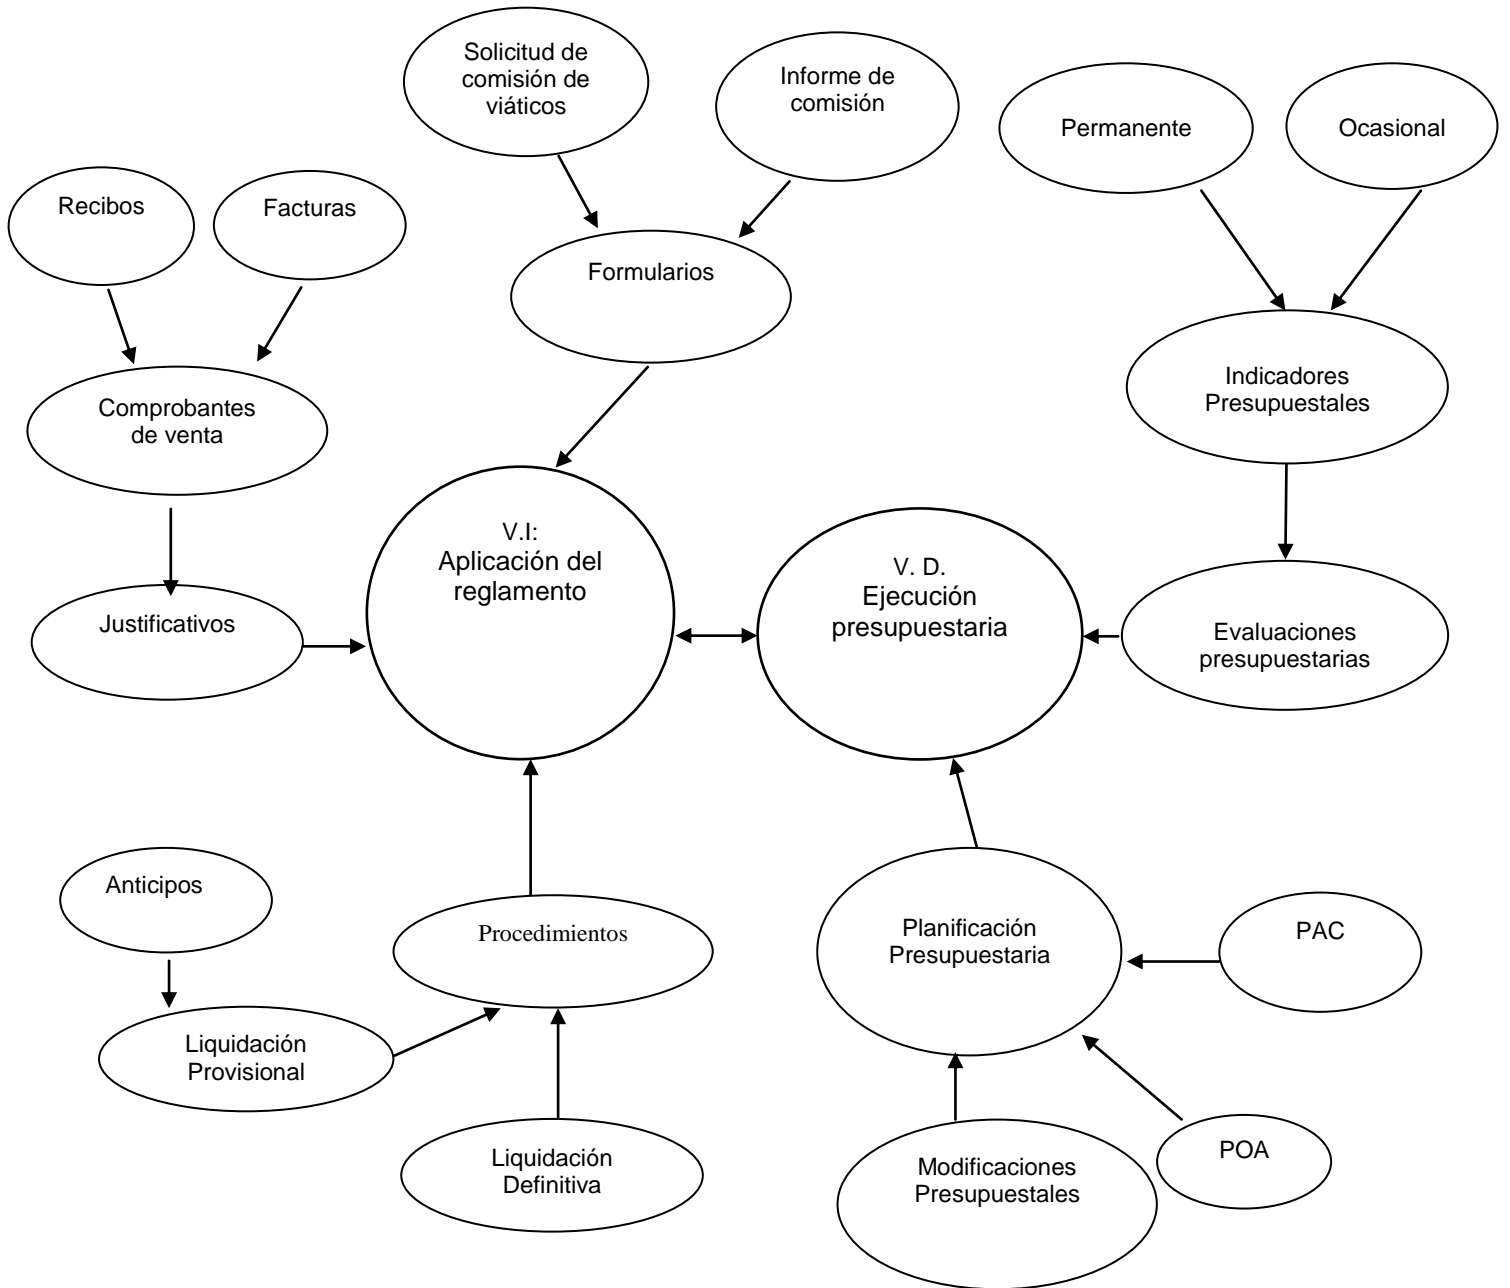 Solicitud de
comisión de
viáticos
Informe de
comisión
Permanente
Ocasional
Recibos
Facturas
Formularios
Indicadores
Presupuestales
Comprobantes
de venta
V.I:
Aplicación del
reglamento
V. D.
Ejecución
presupuestaria
Justificativos
Evaluaciones
presupuestarias
Anticipos
Procedimientos
Planificación
Presupuestaria
PAC
Liquidación
Provisional
Liquidación
Definitiva
Modificaciones
Presupuestales
POA